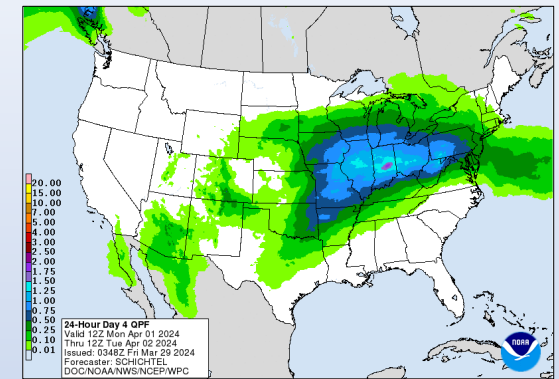 20.00
15.00
10.00
7.00
5.00
4.00
3.00
2.50
2.00
1.75
1.50
1.25
1.00
0.75
0.50
0.25
0.10
0.01
24-Hour Day 4 QPF
Valid 12Z Mon Apr 01 2024
Thru 12Z Tue Apr 02 2024
Issued: 0348Z Fri Mar 29 2024
Forecaster: SCHICHTEL
DOC/NOAA/NWS/NCEP/WPC
NOAA